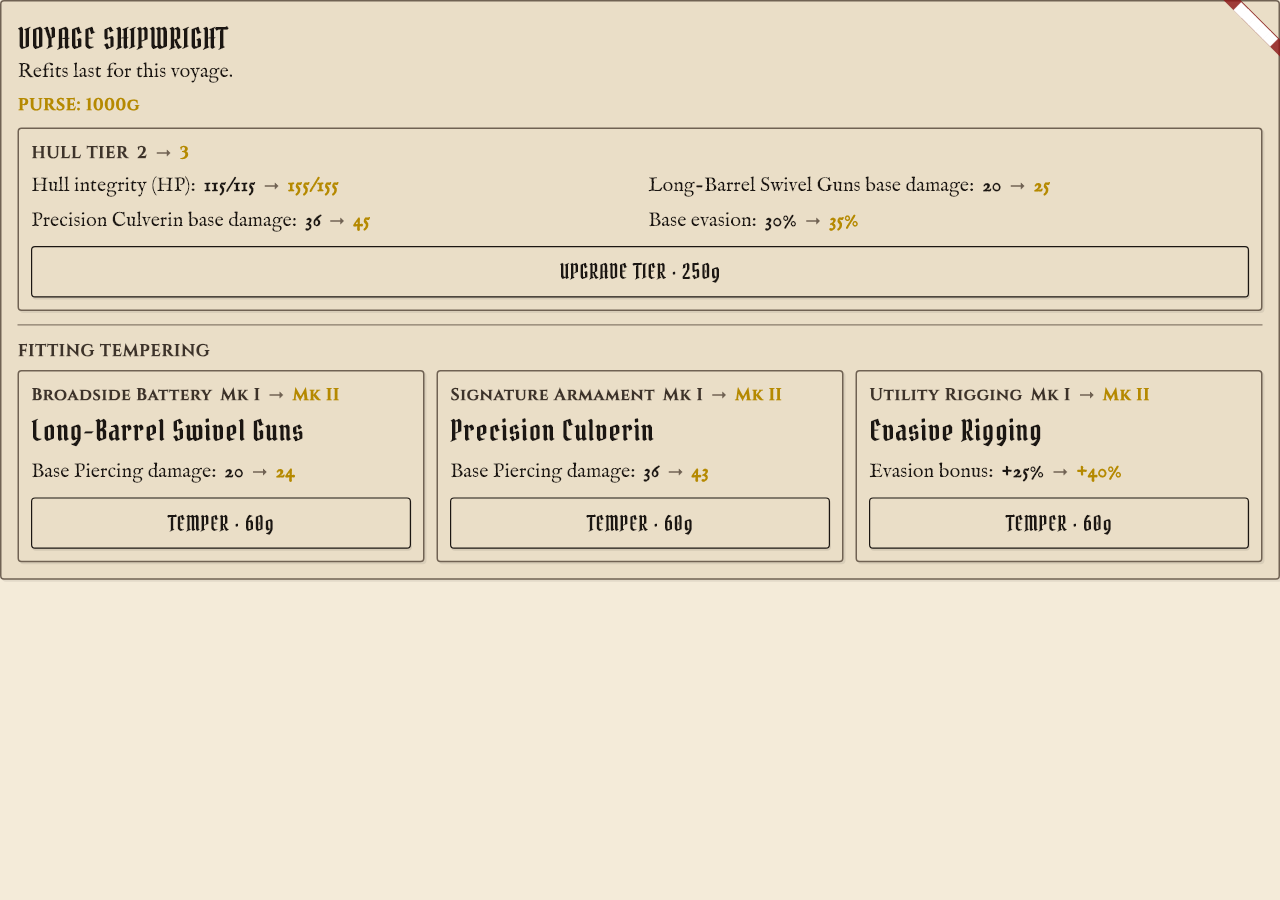 VOYAGE SHIPWRIGHT
Refits last for this voyage.
PURSE: 1000G
HULL TIER 2 → 3
Hull integrity (HP): 115/115 → 155/155
Long-Barrel Swivel Guns base damage: 20 → 25
Precision Culverin base damage: 36 → 45
Base evasion: 30% → 35%
UPGRADE TIER · 250g
FITTING TEMPERING
Broadside Battery Mk I → Mk II
Long-Barrel Swivel Guns
Base Piercing damage: 20 → 24
TEMPER · 60g
Signature Armament Mk I → Mk II
Precision Culverin
Base Piercing damage: 36 → 43
TEMPER · 60g
Utility Rigging Mk I → Mk II
Evasive Rigging
Evasion bonus: +25% → +40%
TEMPER · 60g